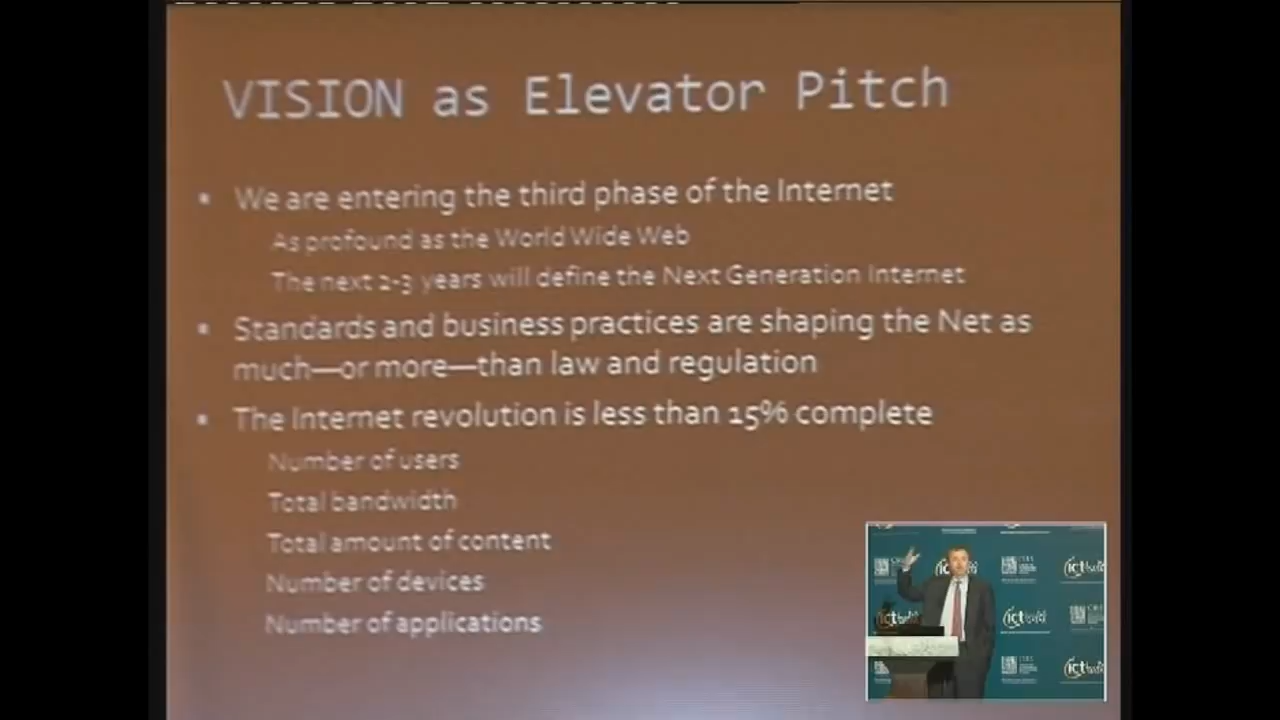 VISION as Elevator Pitch
▪ We are entering the third phase of the Internet
As profound as the World Wide Web
The next 2-3 years will define the Next Generation Internet
▪ Standards and business practices are shaping the Net as
much—or more—than law and regulation
▪ The Internet revolution is less than 15% complete
Number of users
Total bandwidth
Total amount of content
Number of devices
Number of applications